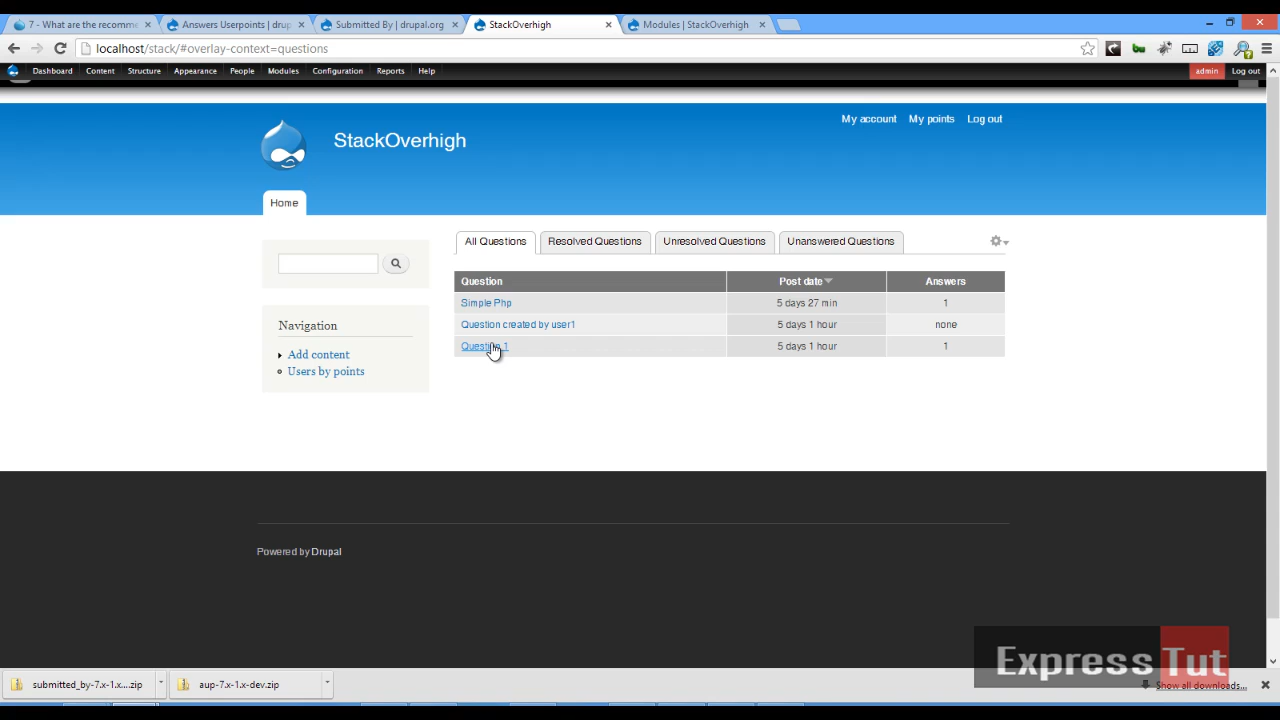 7 - What are the recomme
Answers Userpoints | drup
Submitted By | drupal.org
StackOverhigh
Modules | StackOverhigh
localhost/stack/#overlay-context=questions
Dashboard Content Structure Appearance People Modules Configuration Reports Help admin Log out
My account My points Log out
StackOverhigh
Home
All Questions Resolved Questions Unresolved Questions Unanswered Questions
Question Post date Answers
Simple Php 5 days 27 min 1
Question created by user1 5 days 1 hour none
Question 1 5 days 1 hour 1
Navigation
Add content
Users by points
Powered by Drupal
Express Tut
submitted_by-7.x-1.x....zip
aup-7.x-1.x-dev.zip
Show all downloads...